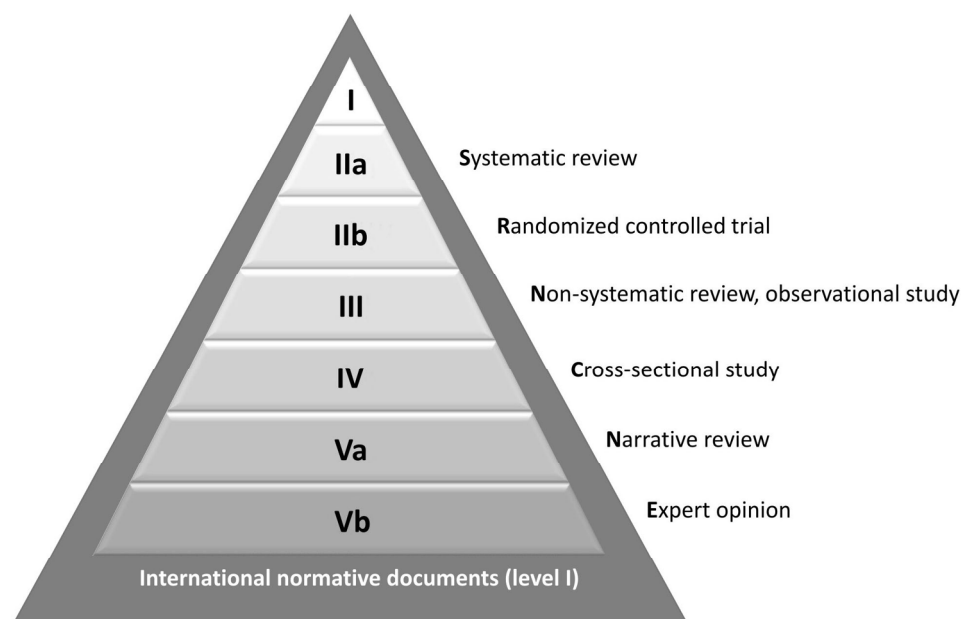 I
IIa
Systematic review
IIb
Randomized controlled trial
III
Non-systematic review, observational study
IV
Cross-sectional study
Va
Narrative review
Vb
Expert opinion
International normative documents (level I)